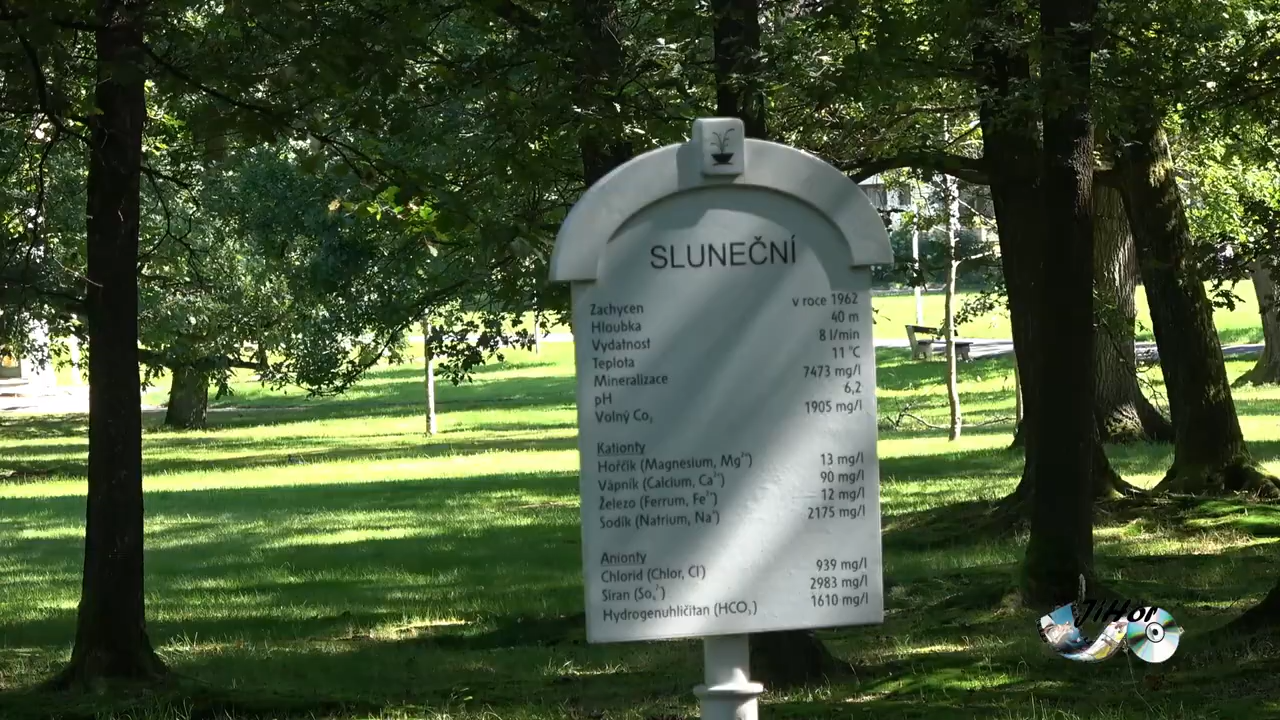 SLUNEČNÍ
Zachycen v roce 1962
Hloubka 40 m
Vydatnost 8 l/min
Teplota 11 °C
Mineralizace 7473 mg/l
pH 6,2
Volný Co₂ 1905 mg/l
Kationty
Hořčík (Magnesium, Mg²⁺) 13 mg/l
Vápník (Calcium, Ca²⁺) 90 mg/l
Železo (Ferrum, Fe²⁺) 12 mg/l
Sodík (Natrium, Na⁺) 2175 mg/l
Anionty
Chlorid (Chlor, Cl⁻) 939 mg/l
Síran (So₄²⁻) 2983 mg/l
Hydrogenuhličitan (HCO₃⁻) 1610 mg/l
JiHor